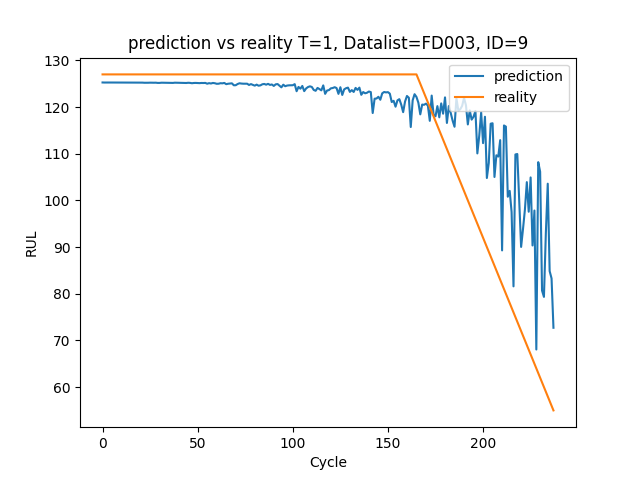 prediction vs reality T=1, Datalist=FD003, ID=9
130
120
110
100
90
80
70
60
RUL
prediction
reality
0
50
100
150
200
Cycle